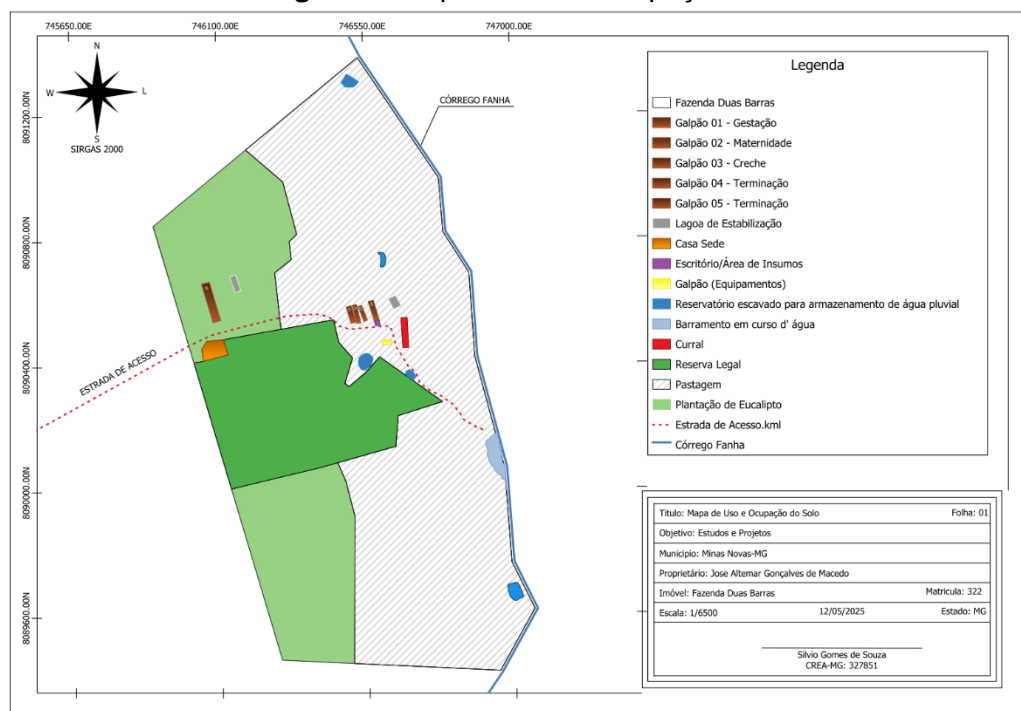 745650.00E
746100.00E
746550.00E
747000.00E
N
W
L
S
SIRGAS 2000
8091200.00N
8090800.00N
8090400.00N
8090000.00N
8089600.00N
CÓRREGO FANHA
ESTRADA DE ACESSO
Legenda
Fazenda Duas Barras
Galpão 01 - Gestação
Galpão 02 - Maternidade
Galpão 03 - Creche
Galpão 04 - Terminação
Galpão 05 - Terminação
Lagoa de Estabilização
Casa Sede
Escritório/Área de Insumos
Galpão (Equipamentos)
Reservatório escavado para armazenamento de água pluvial
Barramento em curso d' água
Curral
Reserva Legal
Pastagem
Plantação de Eucalipto
Estrada de Acesso.kml
Córrego Fanha
Titulo: Mapa de Uso e Ocupação do Solo Folha: 01
Objetivo: Estudos e Projetos
Municipio: Minas Novas-MG
Proprietário: Jose Altemar Gonçalves de Macedo
Imóvel: Fazenda Duas Barras Matricula: 322
Escala: 1/6500 12/05/2025 Estado: MG
Silvio Gomes de Souza
CREA-MG: 327851